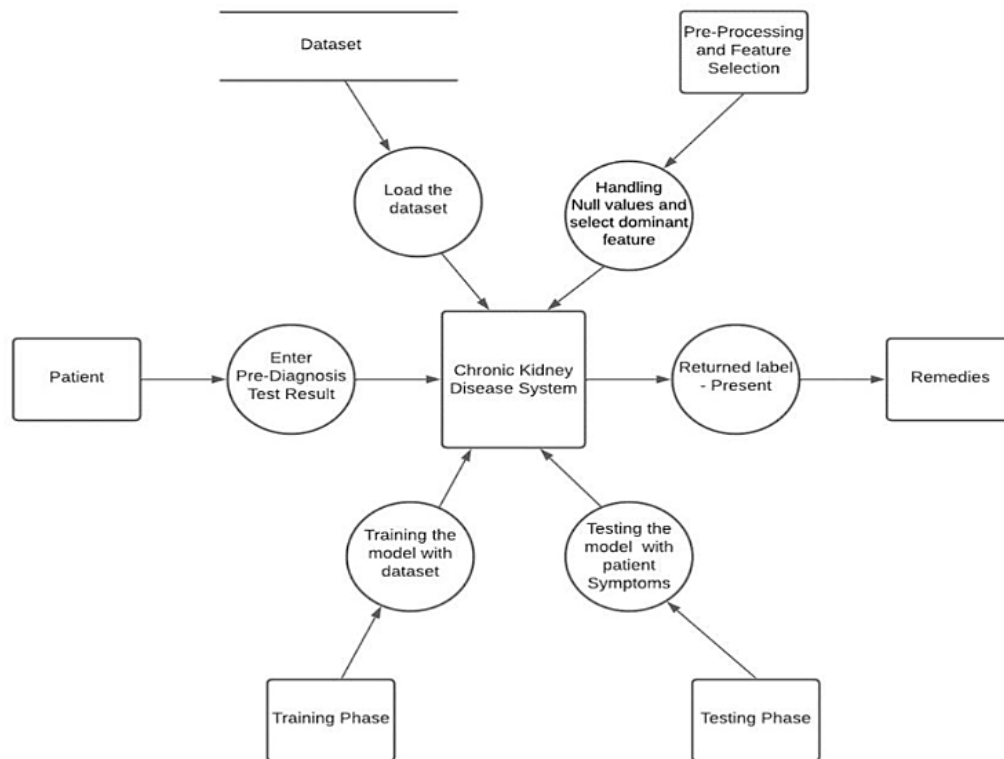 Dataset
Pre-Processing
and Feature
Selection
Load the
dataset
Handling
Null values and
select dominant
feature
Patient
Enter
Pre-Diagnosis
Test Result
Chronic Kidney
Disease System
Returned label
- Present
Remedies
Training the
model with
dataset
Testing the
model with
patient
Symptoms
Training Phase
Testing Phase